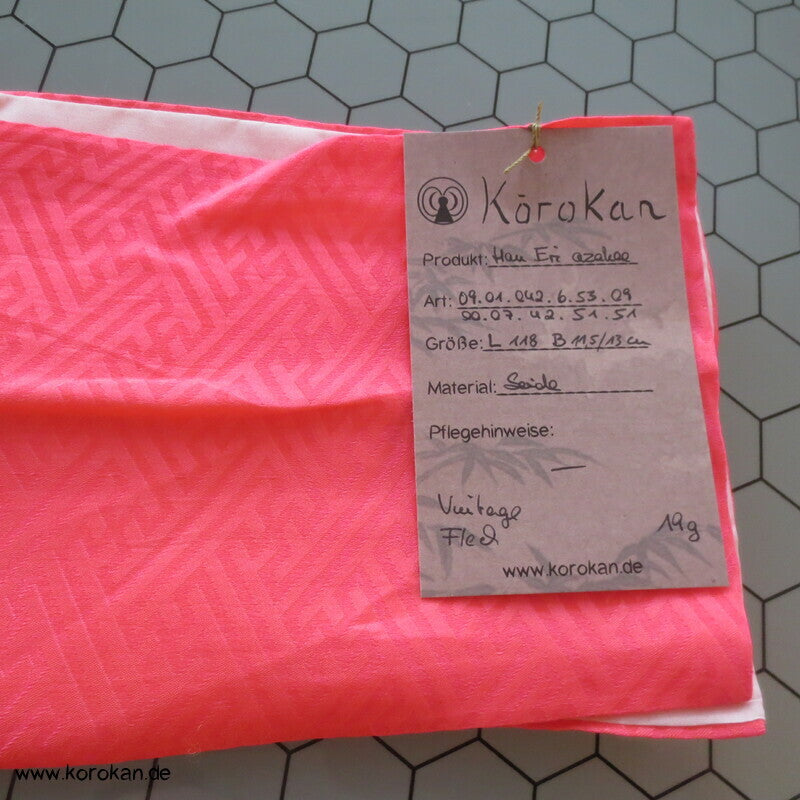 KōroKan
Produkt: Han Eri azalee
Art: 09.01.042.6.53.09
00.07.42.51.51
Größe: L 118 B 11,5/13 cm
Material: Seide
Pflegehinweise:
—
Vintage
Fleck
19g
www.korokan.de
www.korokan.de